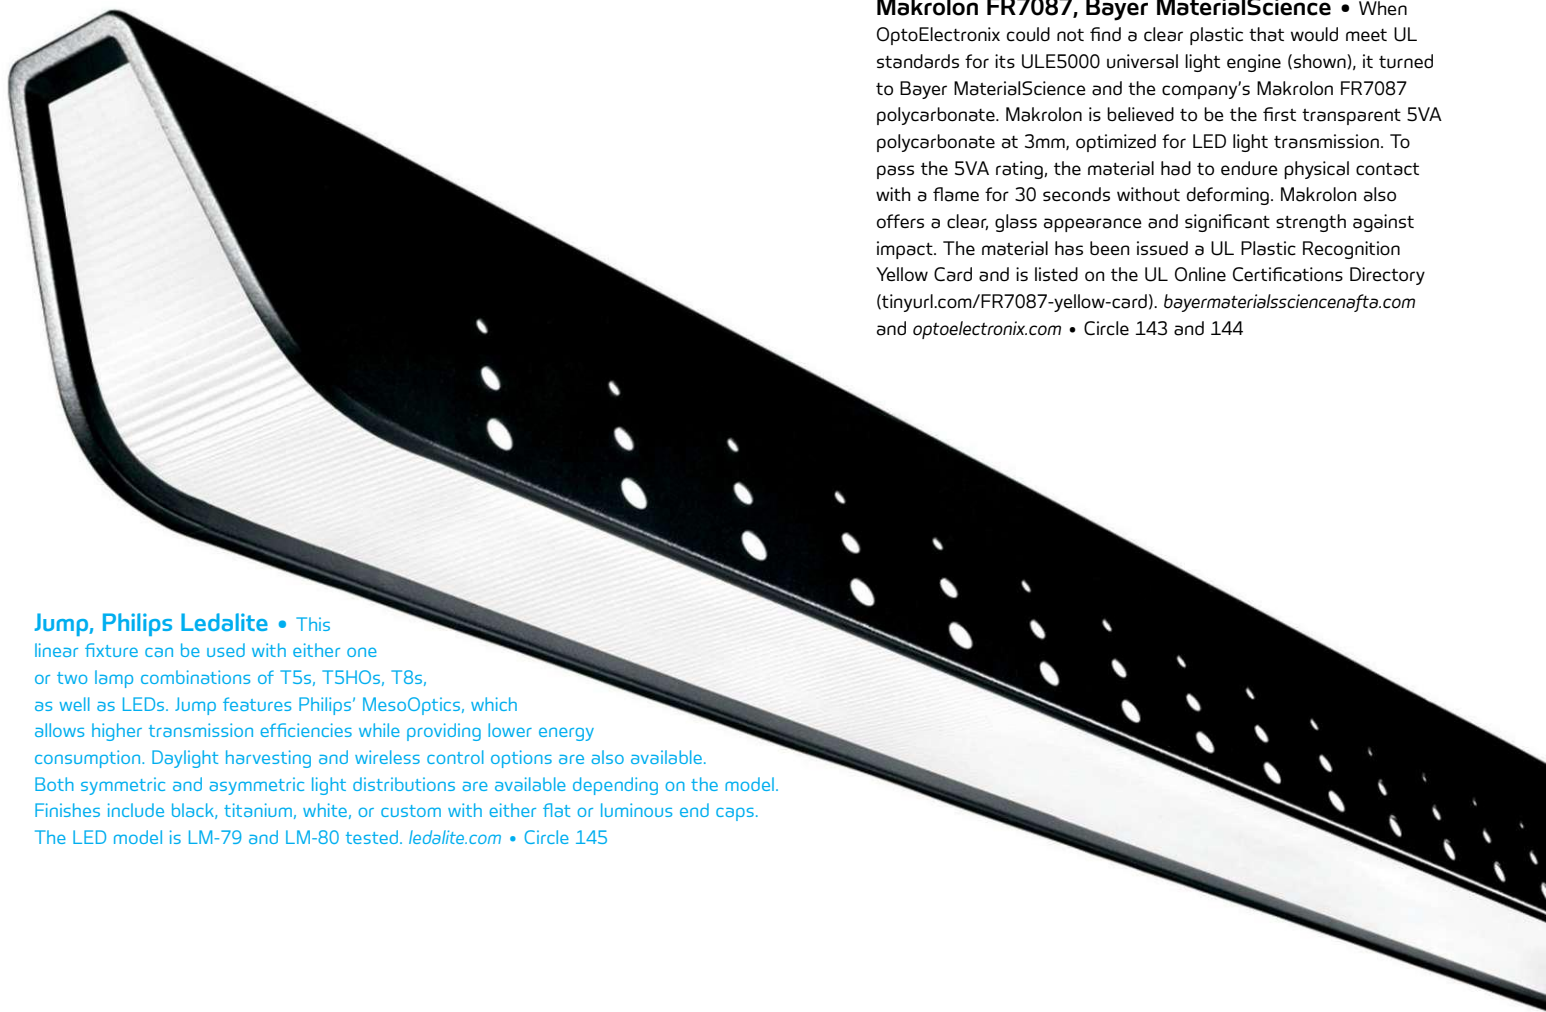 Makrolon FR7087, Bayer MaterialScience • When
OptoElectronix could not find a clear plastic that would meet UL
standards for its ULE5000 universal light engine (shown), it turned
to Bayer MaterialScience and the company's Makrolon FR7087
polycarbonate. Makrolon is believed to be the first transparent 5VA
polycarbonate at 3mm, optimized for LED light transmission. To
pass the 5VA rating, the material had to endure physical contact
with a flame for 30 seconds without deforming. Makrolon also
offers a clear, glass appearance and significant strength against
impact. The material has been issued a UL Plastic Recognition
Yellow Card and is listed on the UL Online Certifications Directory
(tinyurl.com/FR7087-yellow-card). bayermaterialssciencenafta.com
and optoelectronix.com • Circle 143 and 144
Jump, Philips Ledalite • This
linear fixture can be used with either one
or two lamp combinations of T5s, T5HOs, T8s,
as well as LEDs. Jump features Philips' MesoOptics, which
allows higher transmission efficiencies while providing lower energy
consumption. Daylight harvesting and wireless control options are also available.
Both symmetric and asymmetric light distributions are available depending on the model.
Finishes include black, titanium, white, or custom with either flat or luminous end caps.
The LED model is LM-79 and LM-80 tested. ledalite.com • Circle 145